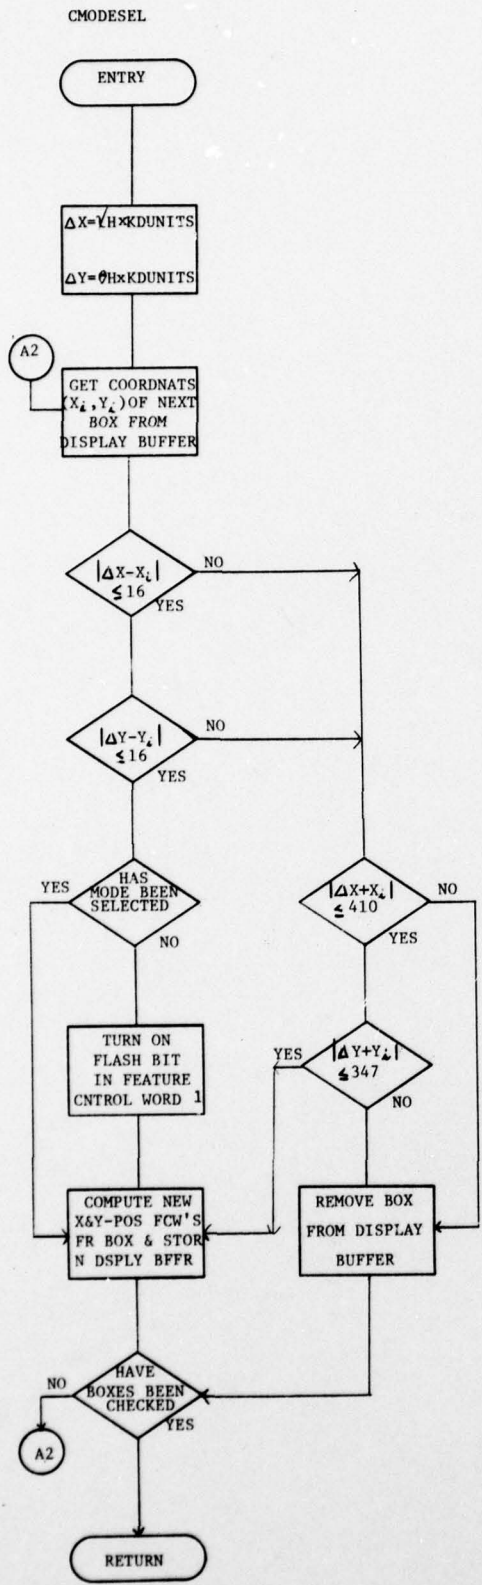 CMODESEL
ENTRY
ΔX=ΨH×KDUNITS
ΔY=θH×KDUNITS
A2
GET COORDNATS
(Xi,Yi)OF NEXT
BOX FROM
DISPLAY BUFFER
|ΔX-Xi|
≤16
NO
YES
|ΔY-Yi|
≤16
NO
YES
HAS
MODE BEEN
SELECTED
YES
NO
|ΔX+Xi|
≤410
NO
YES
TURN ON
FLASH BIT
IN FEATURE
CNTROL WORD 1
|ΔY+Yi|
≤347
YES
NO
COMPUTE NEW
X&Y-POS FCW'S
FR BOX & STOR
N DSPLY BFFR
REMOVE BOX
FROM DISPLAY
BUFFER
HAVE
BOXES BEEN
CHECKED
NO
YES
A2
RETURN